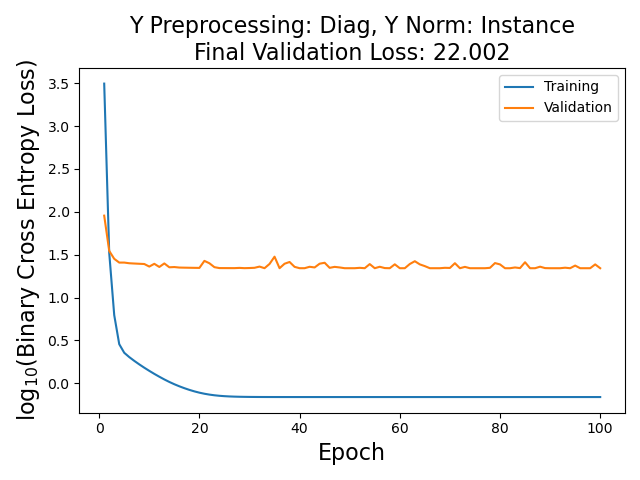 Y Preprocessing: Diag, Y Norm: Instance
Final Validation Loss: 22.002
Training
Validation
log10(Binary Cross Entropy Loss)
3.5
3.0
2.5
2.0
1.5
1.0
0.5
0.0
0 20 40 60 80 100
Epoch